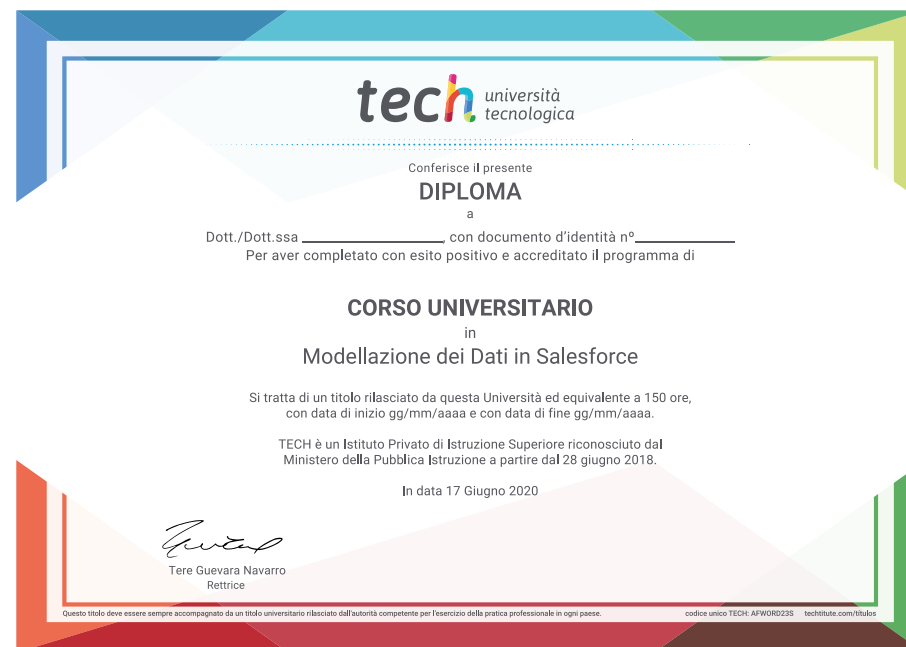 tech università
tecnologica
Conferisce il presente
DIPLOMA
a
Dott./Dott.ssa ____________________, con documento d'identità nº______________
Per aver completato con esito positivo e accreditato il programma di
CORSO UNIVERSITARIO
in
Modellazione dei Dati in Salesforce
Si tratta di un titolo rilasciato da questa Università ed equivalente a 150 ore,
con data di inizio gg/mm/aaaa e con data di fine gg/mm/aaaa.
TECH è un Istituto Privato di Istruzione Superiore riconosciuto dal
Ministero della Pubblica Istruzione a partire dal 28 giugno 2018.
In data 17 Giugno 2020
Tere Guevara Navarro
Rettrice
Questo titolo deve essere sempre accompagnato da un titolo universitario rilasciato dall'autorità competente per l'esercizio della pratica professionale in ogni paese. codice unico TECH: AFWORD23S techtitute.com/títulos